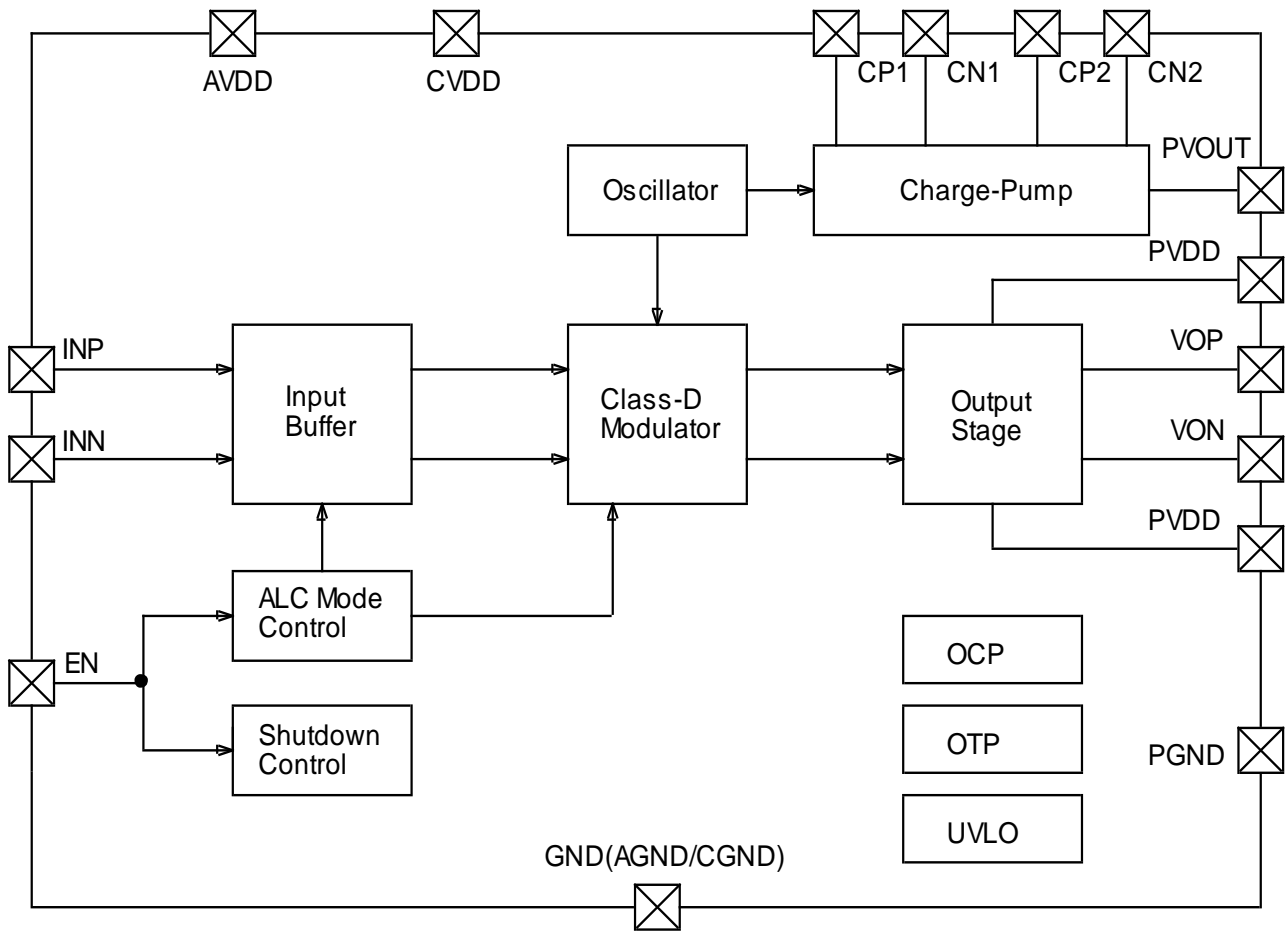 AVDD
CVDD
CP1
CN1
CP2
CN2
PVOUT
Oscillator
Charge-Pump
PVDD
INP
VOP
Input
Buffer
Class-D
Modulator
Output
Stage
INN
VON
PVDD
ALC Mode
Control
EN
OCP
Shutdown
Control
OTP
PGND
UVLO
GND(AGND/CGND)